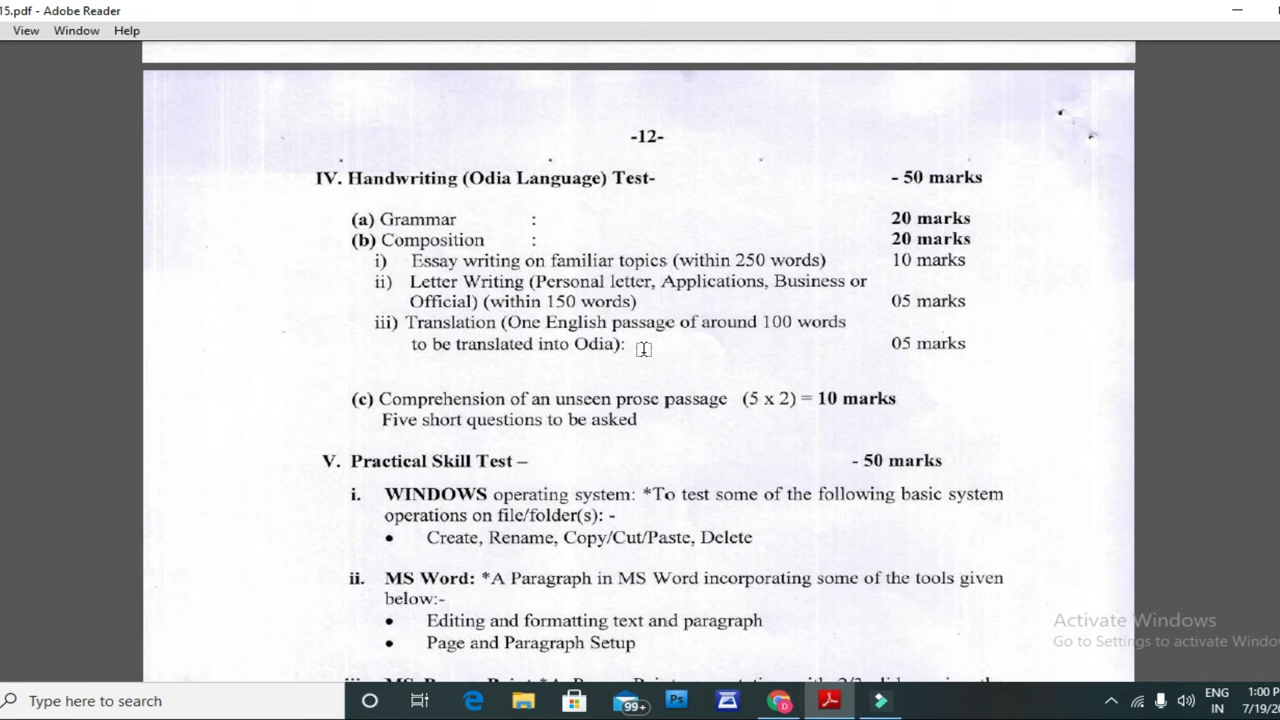 15.pdf - Adobe Reader
View Window Help
-12-
IV. Handwriting (Odia Language) Test- - 50 marks
(a) Grammar : 20 marks
(b) Composition : 20 marks
i) Essay writing on familiar topics (within 250 words) 10 marks
ii) Letter Writing (Personal letter, Applications, Business or
Official) (within 150 words) 05 marks
iii) Translation (One English passage of around 100 words
to be translated into Odia): 05 marks
(c) Comprehension of an unseen prose passage (5 x 2) = 10 marks
Five short questions to be asked
V. Practical Skill Test – - 50 marks
i. WINDOWS operating system: *To test some of the following basic system
operations on file/folder(s): -
• Create, Rename, Copy/Cut/Paste, Delete
ii. MS Word: *A Paragraph in MS Word incorporating some of the tools given
below:-
• Editing and formatting text and paragraph
• Page and Paragraph Setup
Activate Windows
Go to Settings to activate Windo
Type here to search
99+
ENG
IN
1:00 P
7/19/2